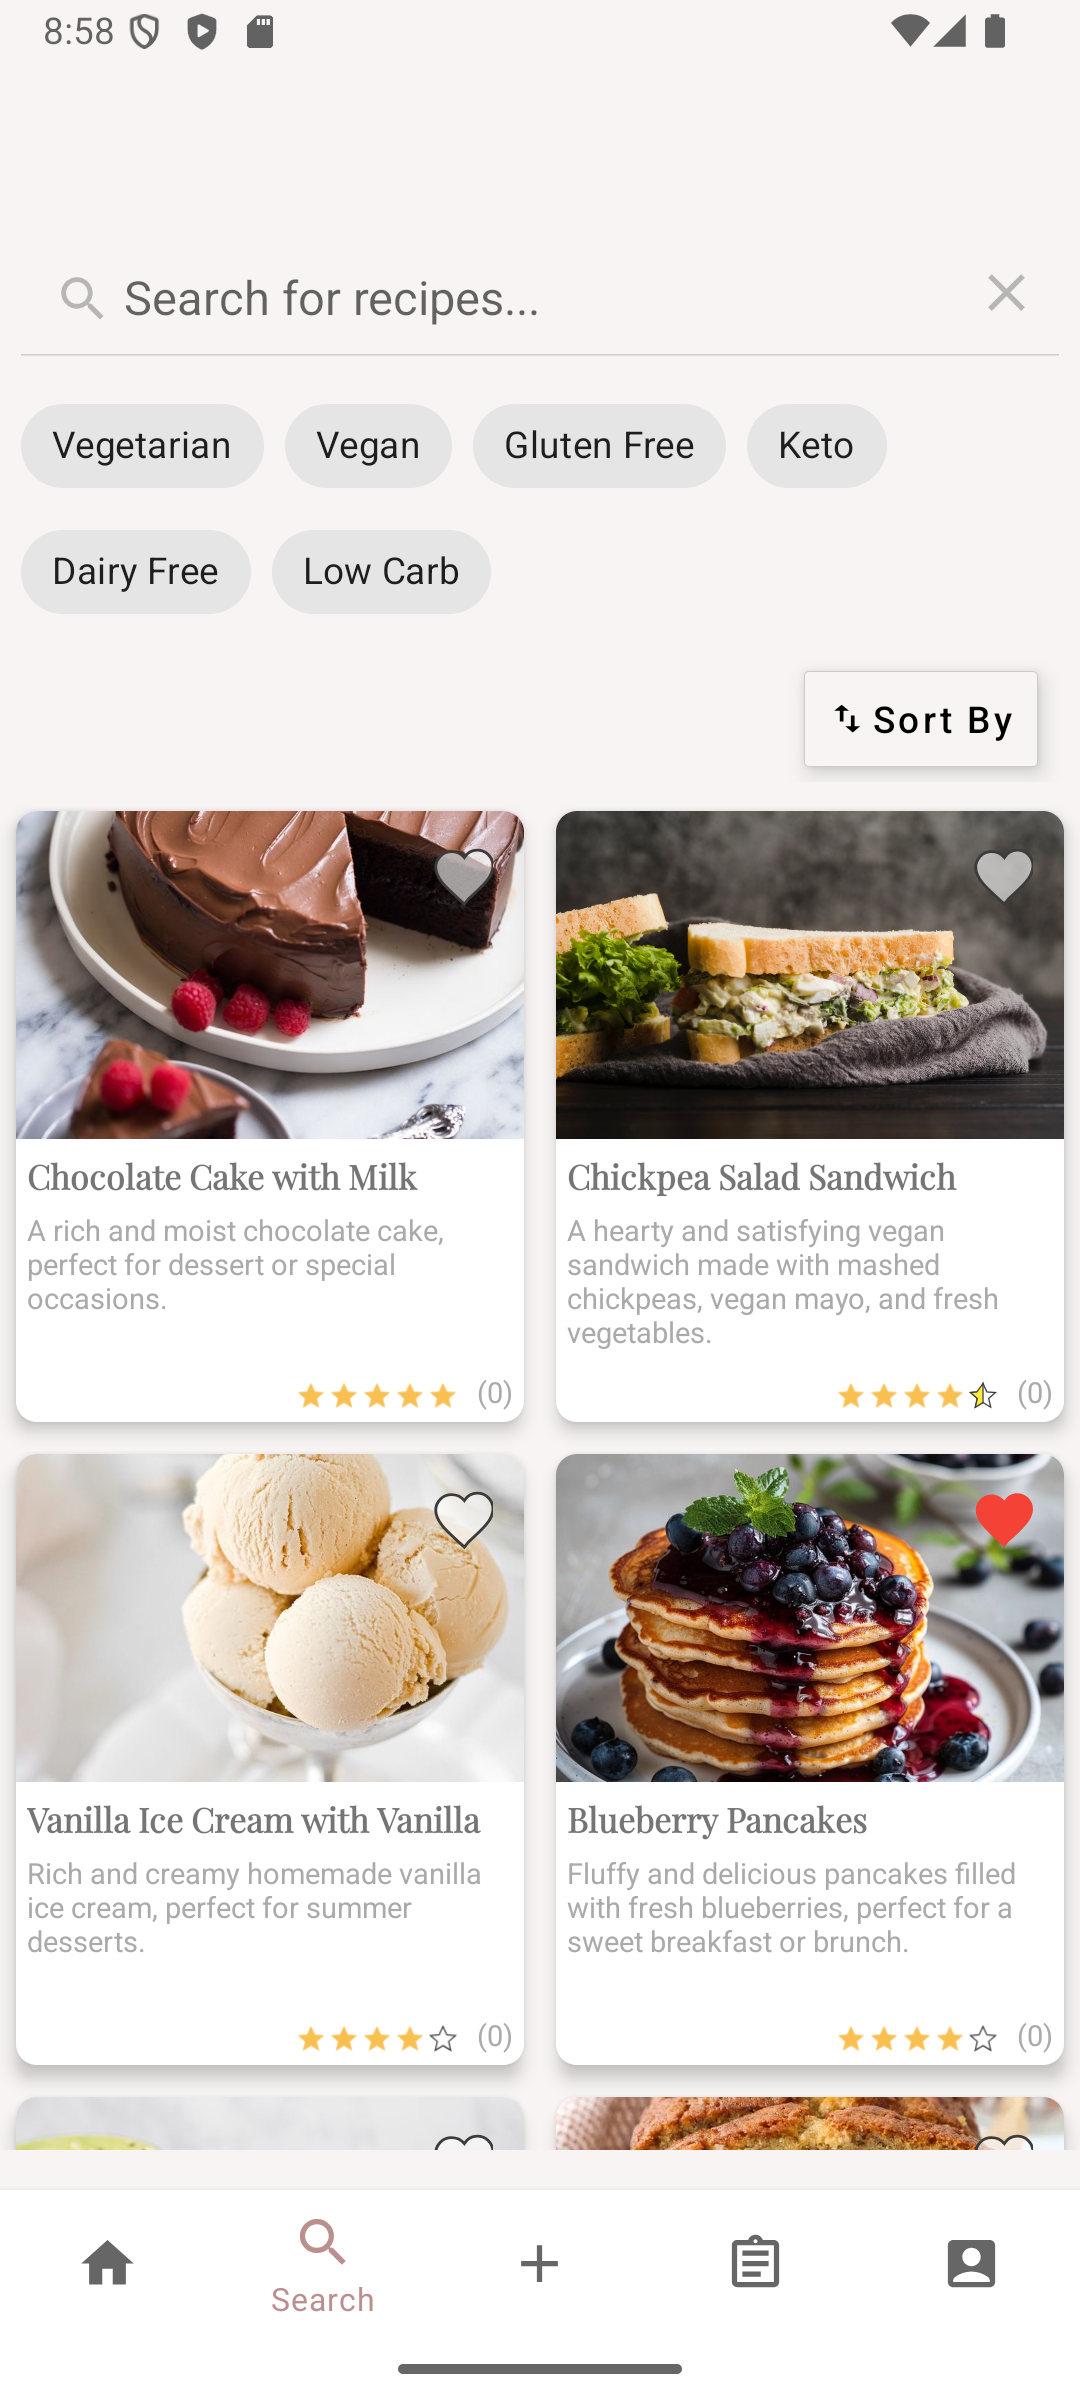 8:58
Search for recipes...
Vegetarian
Vegan
Gluten Free
Keto
Dairy Free
Low Carb
Sort By
Chocolate Cake with Milk
A rich and moist chocolate cake,
perfect for dessert or special
occasions.
(0)
Chickpea Salad Sandwich
A hearty and satisfying vegan
sandwich made with mashed
chickpeas, vegan mayo, and fresh
vegetables.
(0)
Vanilla Ice Cream with Vanilla
Rich and creamy homemade vanilla
ice cream, perfect for summer
desserts.
(0)
Blueberry Pancakes
Fluffy and delicious pancakes filled
with fresh blueberries, perfect for a
sweet breakfast or brunch.
(0)
Search